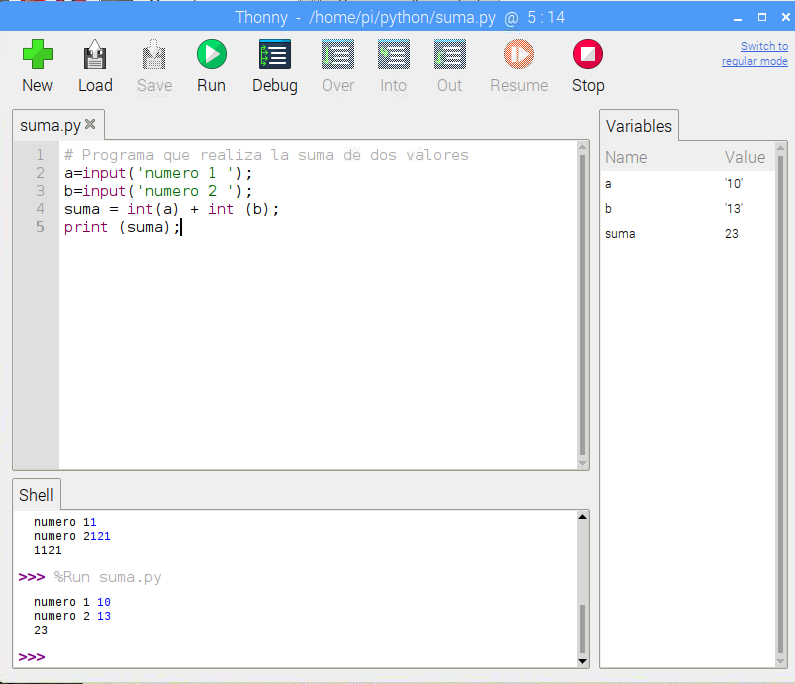 Thonny - /home/pi/python/suma.py @ 5:14
New Load Save Run Debug Over Into Out Resume Stop
Switch to
regular mode
suma.py
1 # Programa que realiza la suma de dos valores
2 a=input('numero 1 ');
3 b=input('numero 2 ');
4 suma = int(a) + int (b);
5 print (suma);
Variables
Name Value
a '10'
b '13'
suma 23
Shell
numero 11
numero 2121
1121
>>> %Run suma.py
numero 1 10
numero 2 13
23
>>>